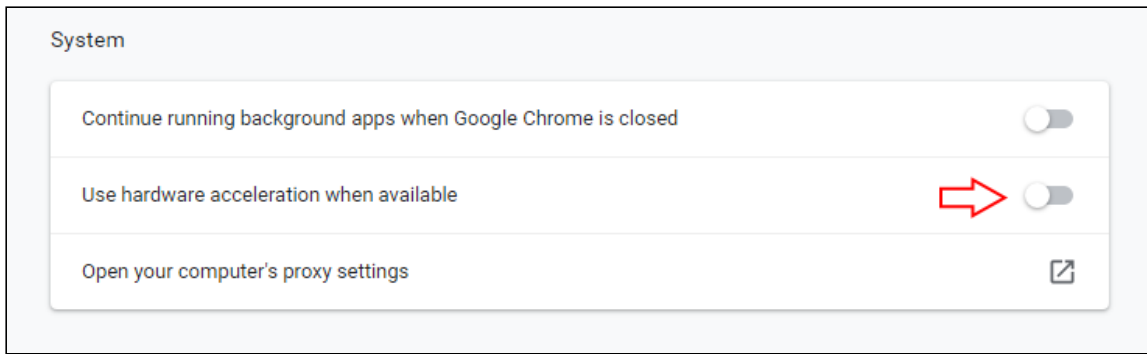 System
Continue running background apps when Google Chrome is closed
Use hardware acceleration when available
Open your computer's proxy settings